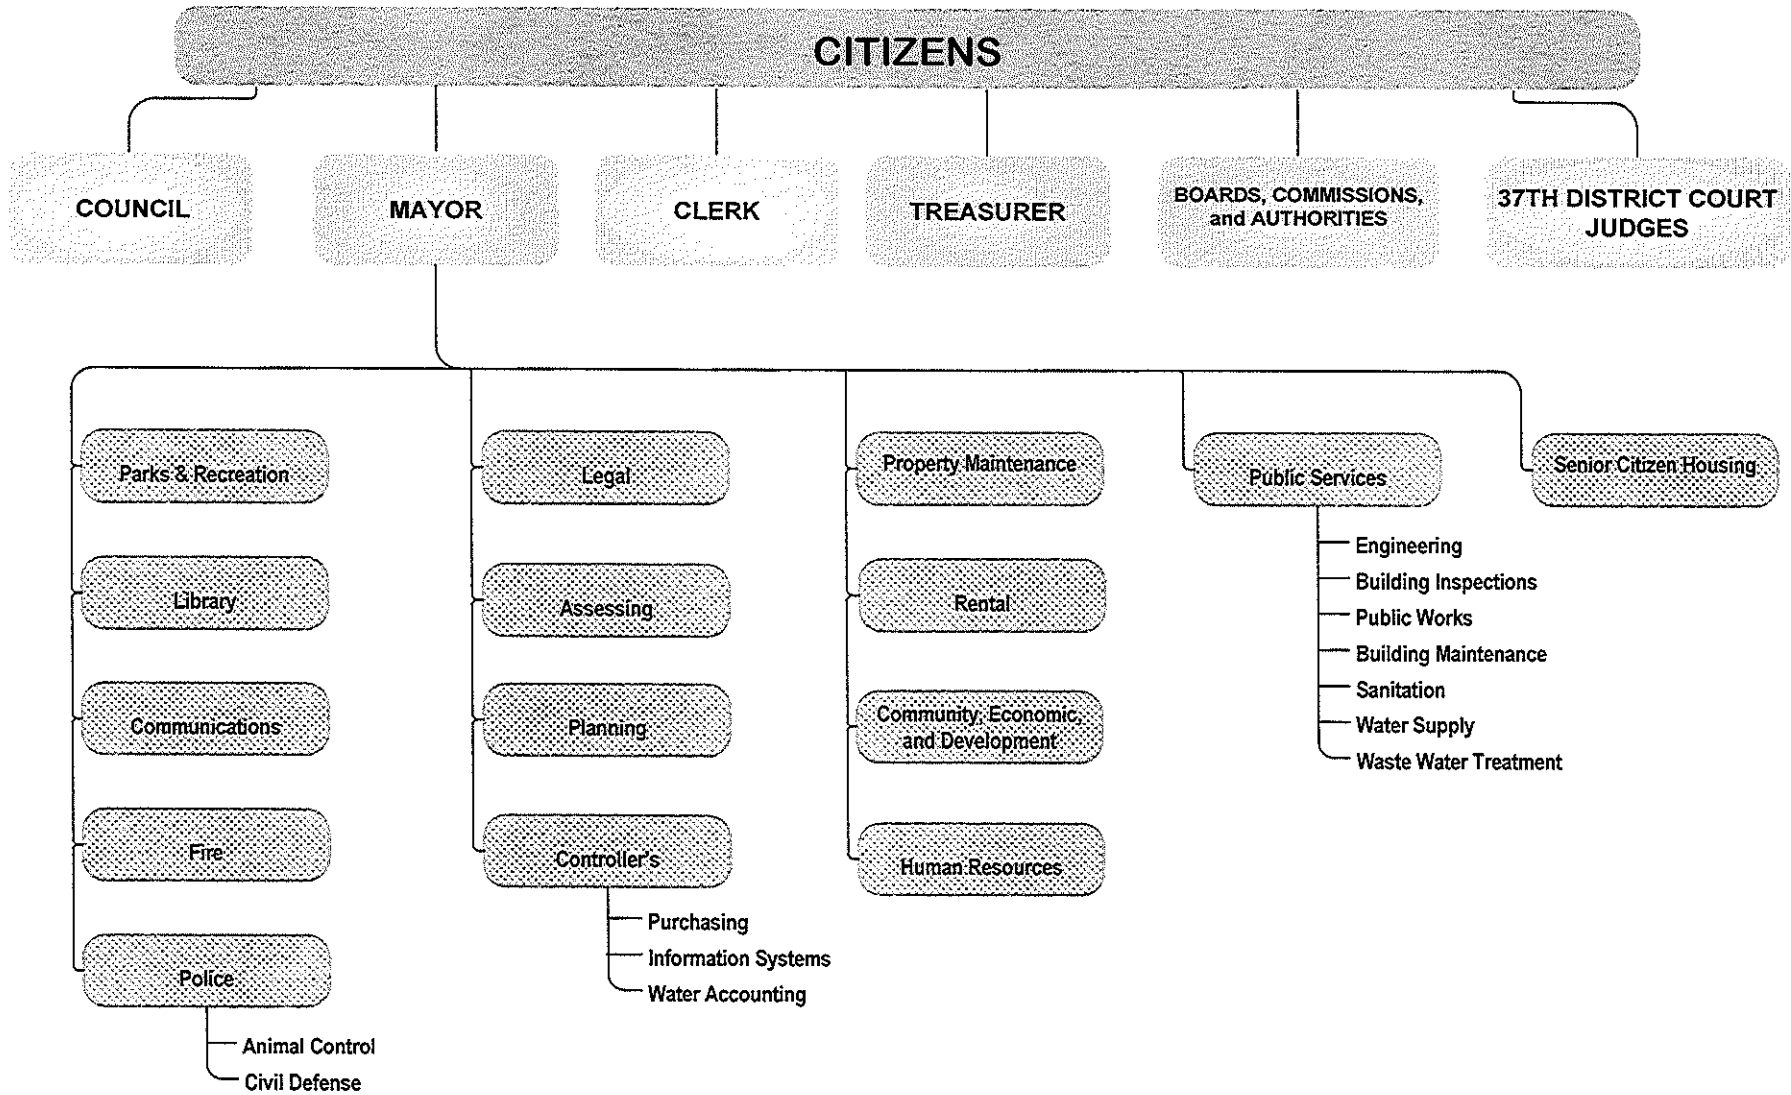 CITIZENS
COUNCIL
MAYOR
CLERK
TREASURER
BOARDS, COMMISSIONS,
and AUTHORITIES
37TH DISTRICT COURT
JUDGES
Parks & Recreation
Library
Communications
Fire
Police
Animal Control
Civil Defense
Legal
Assessing
Planning
Controller's
Purchasing
Information Systems
Water Accounting
Property Maintenance
Rental
Community, Economic,
and Development
Human Resources
Public Services
Engineering
Building Inspections
Public Works
Building Maintenance
Sanitation
Water Supply
Waste Water Treatment
Senior Citizen Housing